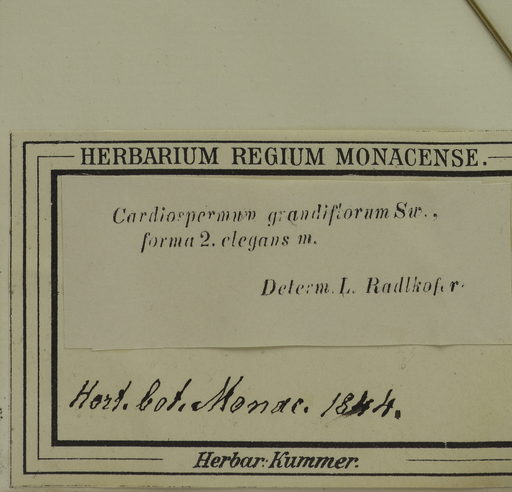 HERBARIUM REGIUM MONACENSE.
Cardiospermum grandiflorum Sw.,
forma 2. elegans m.
Determ. L. Radlkofer.
Hort. bot. Monac. 1844.
Herbar. Kummer.